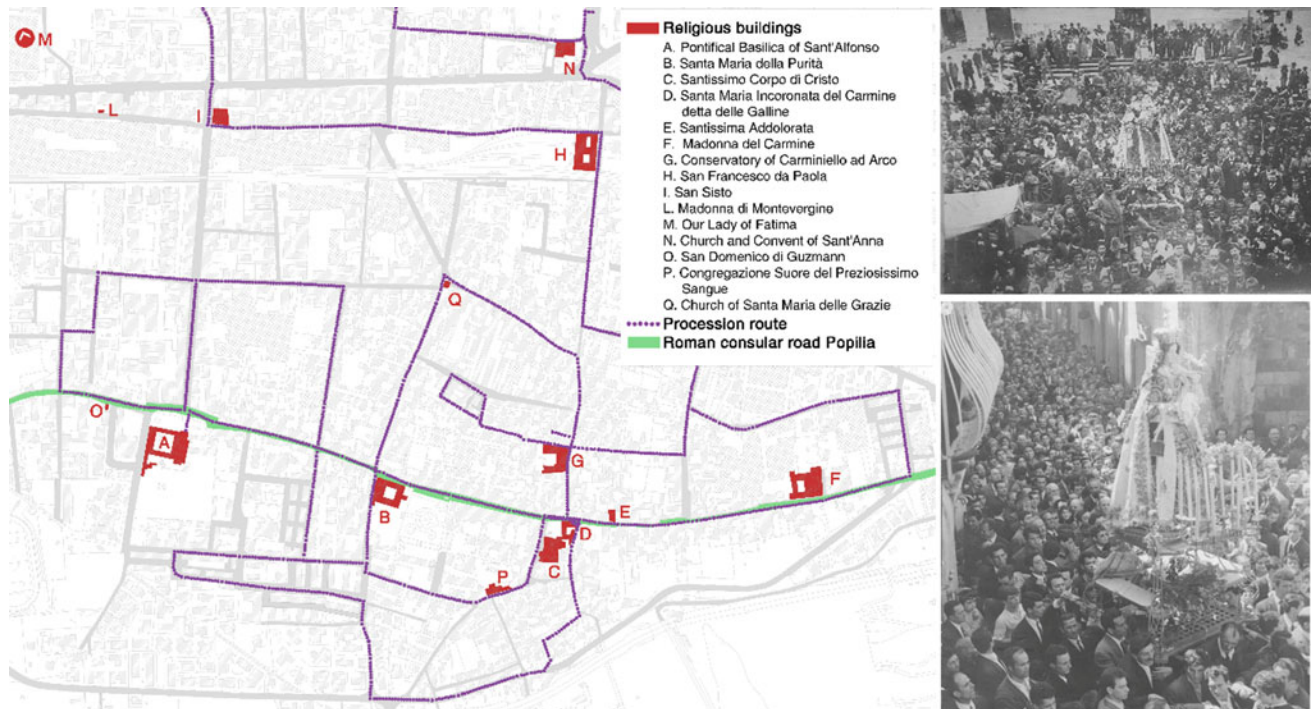 Religious buildings
A. Pontifical Basilica of Sant'Alfonso
B. Santa Maria della Purità
C. Santissimo Corpo di Cristo
D. Santa Maria Incoronata del Carmine
detta delle Galline
E. Santissima Addolorata
F. Madonna del Carmine
G. Conservatory of Carminiello ad Arco
H. San Francesco da Paola
I. San Sisto
L. Madonna di Montevergine
M. Our Lady of Fatima
N. Church and Convent of Sant'Anna
O. San Domenico di Guzmann
P. Congregazione Suore del Preziosissimo
Sangue
Q. Church of Santa Maria delle Grazie
Procession route
Roman consular road Popilia
M
N
L
I
H
Q
O'
A
G
F
B
E
D
C
P